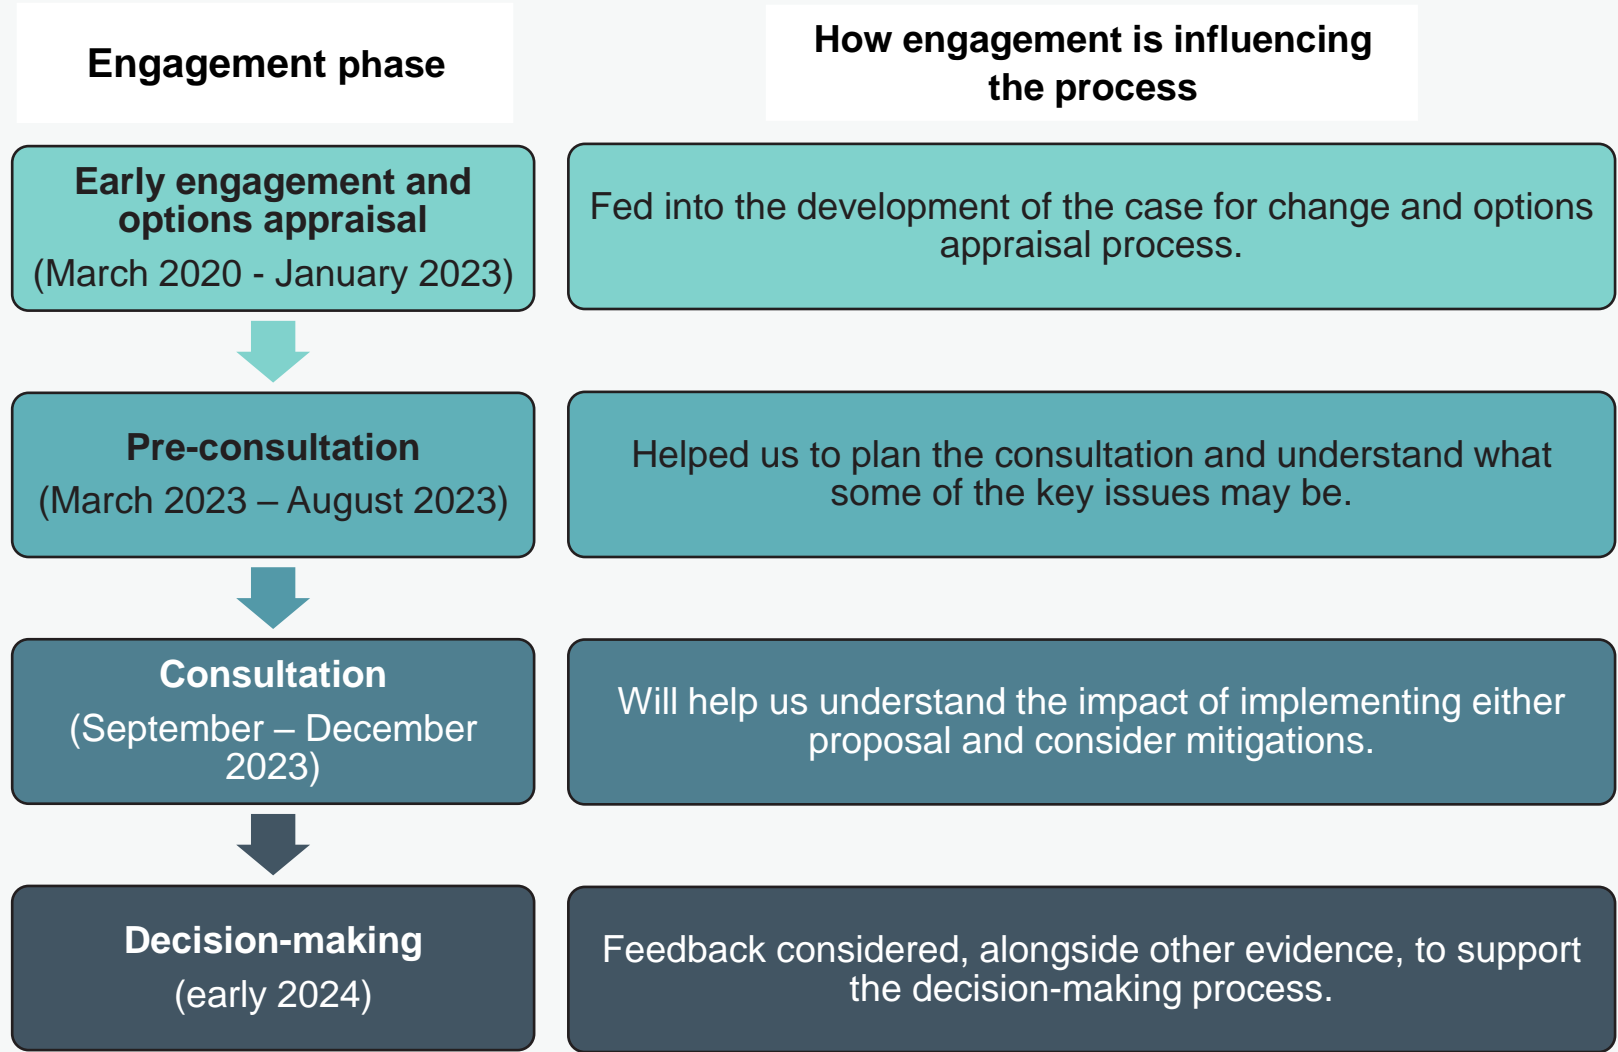 Engagement phase
How engagement is influencing
the process
Early engagement and
options appraisal
(March 2020 - January 2023)
Fed into the development of the case for change and options
appraisal process.
Pre-consultation
(March 2023 – August 2023)
Helped us to plan the consultation and understand what
some of the key issues may be.
Consultation
(September – December
2023)
Will help us understand the impact of implementing either
proposal and consider mitigations.
Decision-making
(early 2024)
Feedback considered, alongside other evidence, to support
the decision-making process.